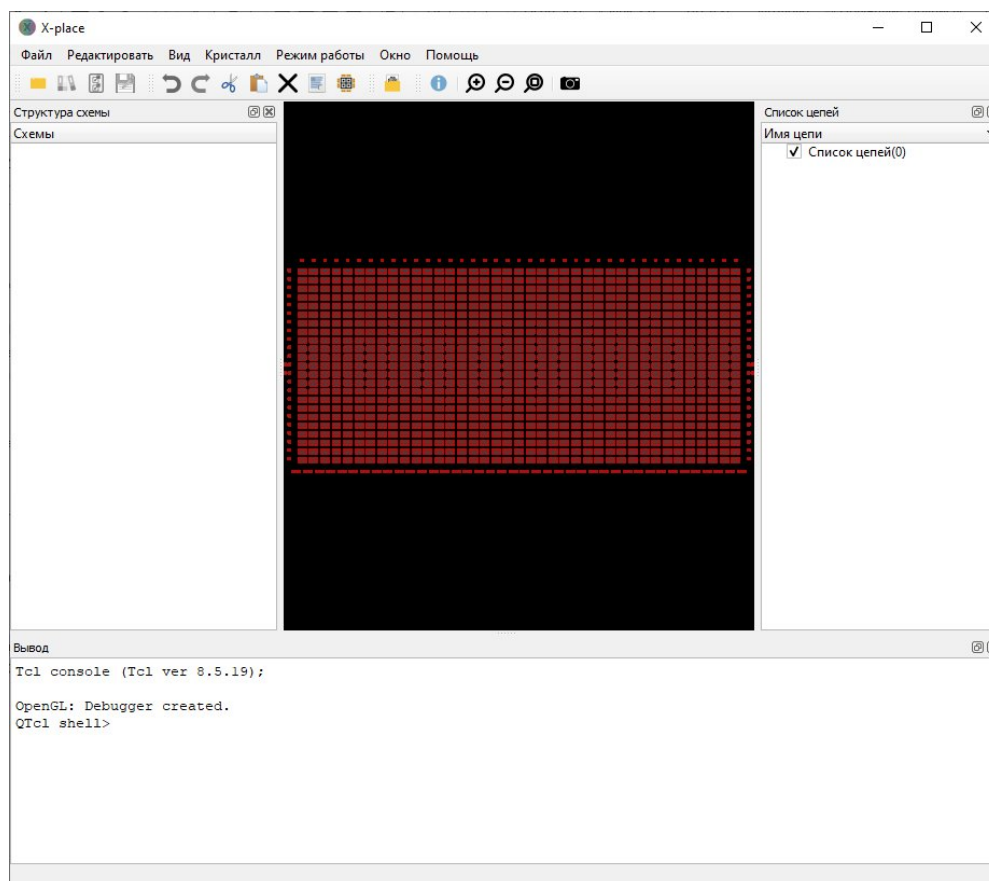 X-place
Файл Редактировать Вид Кристалл Режим работы Окно Помощь
Структура схемы
Схемы
Список цепей
Имя цепи
Список цепей(0)
Вывод
Tcl console (Tcl ver 8.5.19);
OpenGL: Debugger created.
QTcl shell>